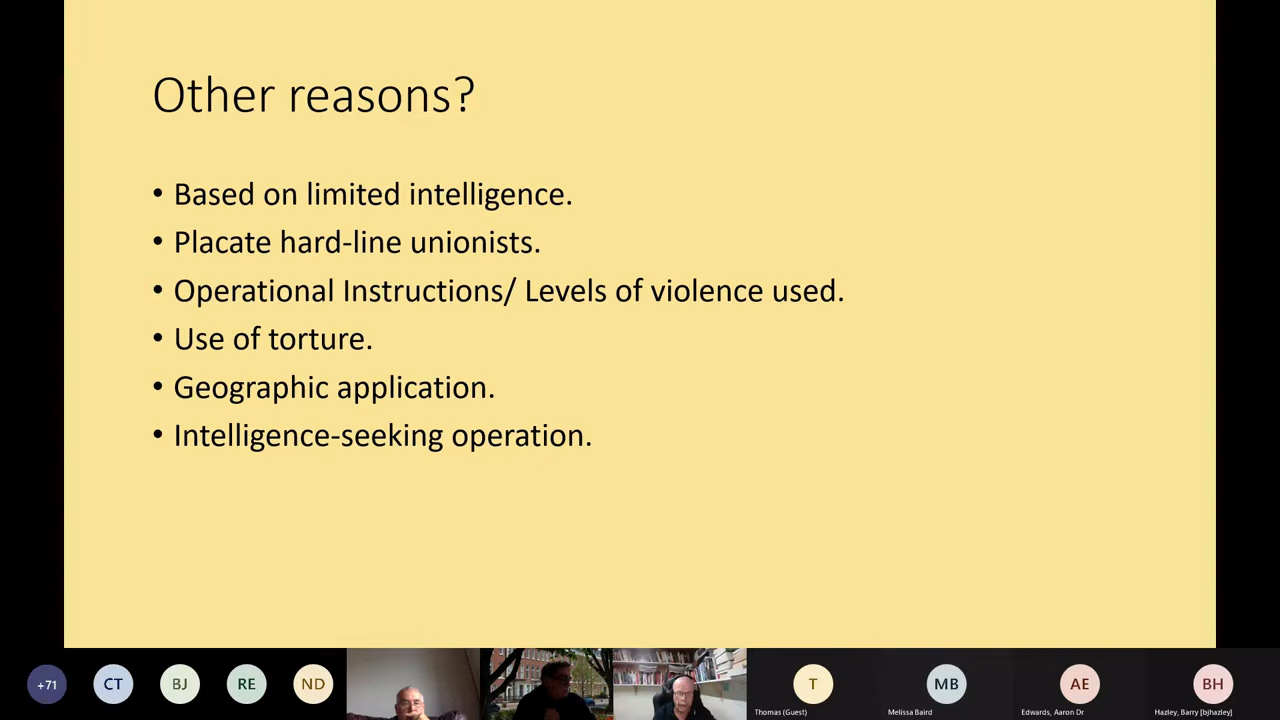 Other reasons?
• Based on limited intelligence.
• Placate hard-line unionists.
• Operational Instructions/ Levels of violence used.
• Use of torture.
• Geographic application.
• Intelligence-seeking operation.
+71
CT
BJ
RE
ND
T
MB
AE
BH
Thomas (Guest)
Melissa Baird
Edwards, Aaron Dr
Hazley, Barry [bjhazley]